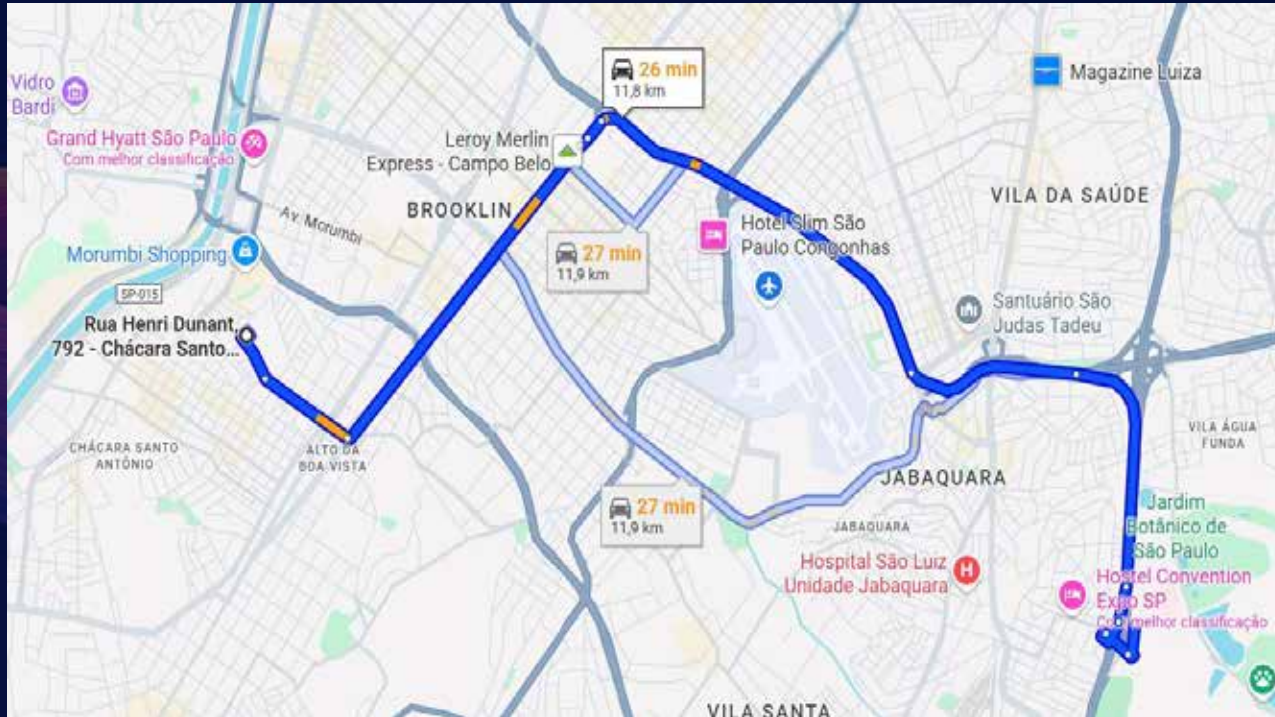 26 min
11,8 km
Magazine Luiza
Vidro
Bardi
Grand Hyatt São Paulo
Com melhor classificação
Leroy Merlin
Express - Campo Belo
VILA DA SAÚDE
BROOKLIN
Av. Morumbi
Hotel Slim São
Paulo Congonhas
Morumbi Shopping
27 min
11,9 km
SP-015
Santuário São
Judas Tadeu
Rua Henri Dunant,
792 - Chácara Santo...
CHÁCARA SANTO
ANTÔNIO
ALTO DA
BOA VISTA
VILA ÁGUA
FUNDA
JABAQUARA
27 min
11,9 km
JABAQUARA
Jardim
Botânico de
São Paulo
Hospital São Luiz
Unidade Jabaquara
H
Hostel Convention
Expo SP
Com melhor classificação
VILA SANTA